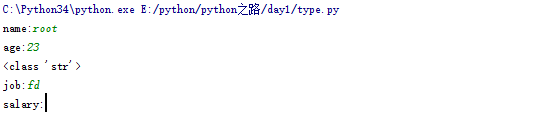 C:\Python34\python.exe E:/python/python之路/day1/type.py
name:root
age:23
<class 'str'>
job:fd
salary: